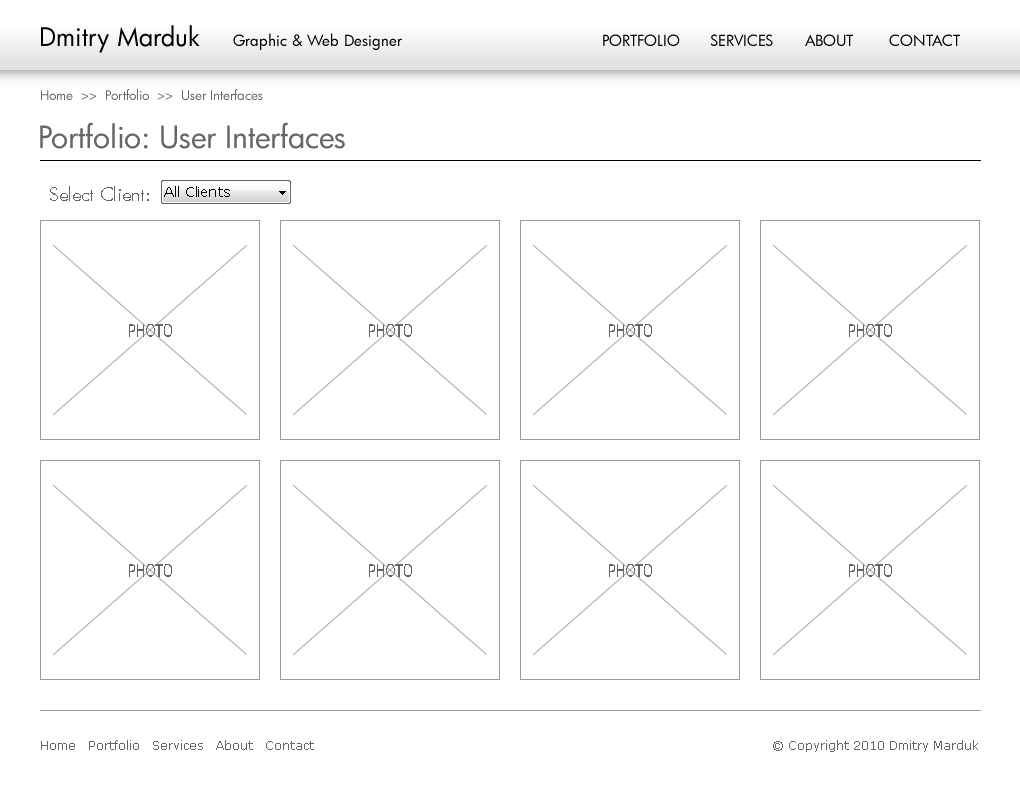 Dmitry Marduk Graphic & Web Designer PORTFOLIO SERVICES ABOUT CONTACT
Home >> Portfolio >> User Interfaces
Portfolio: User Interfaces
Select Client: All Clients
PHOTO PHOTO PHOTO PHOTO
PHOTO PHOTO PHOTO PHOTO
Home Portfolio Services About Contact © Copyright 2010 Dmitry Marduk